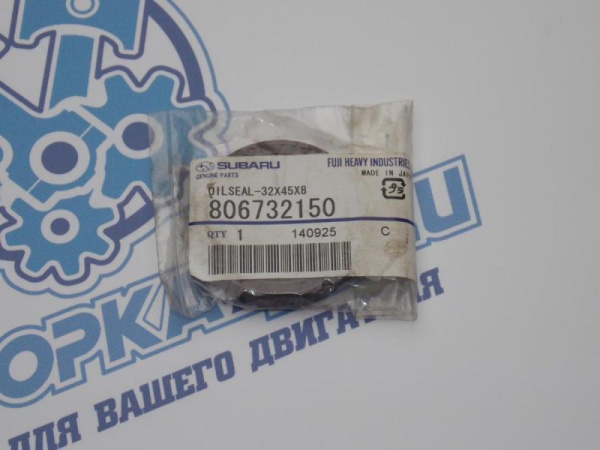 SUBARU
GENUINE PARTS
FUJI HEAVY INDUSTRIES
MADE IN JAPAN
OILSEAL-32X45X8
806732150
QTY 1 140925 C
ДЛЯ ВАШЕГО ДВИГАТЕЛЯ